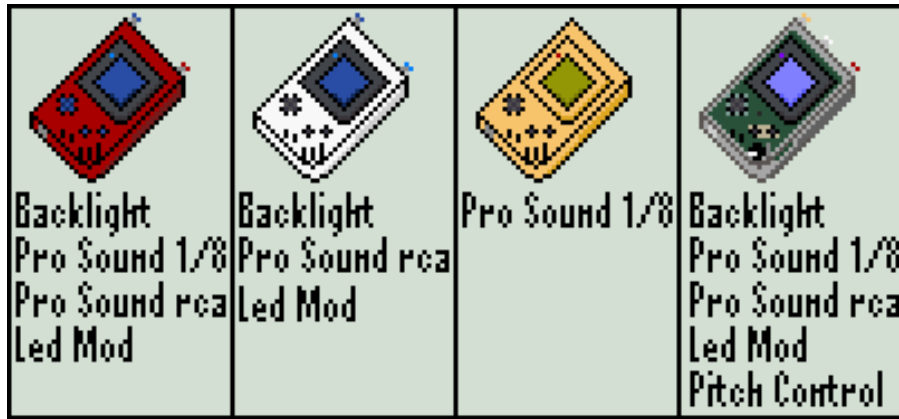 Backlight
Pro Sound 1/8
Pro Sound rca
Led Mod
Backlight
Pro Sound rca
Led Mod
Pro Sound 1/8
Backlight
Pro Sound 1/8
Pro Sound rca
Led Mod
Pitch Control